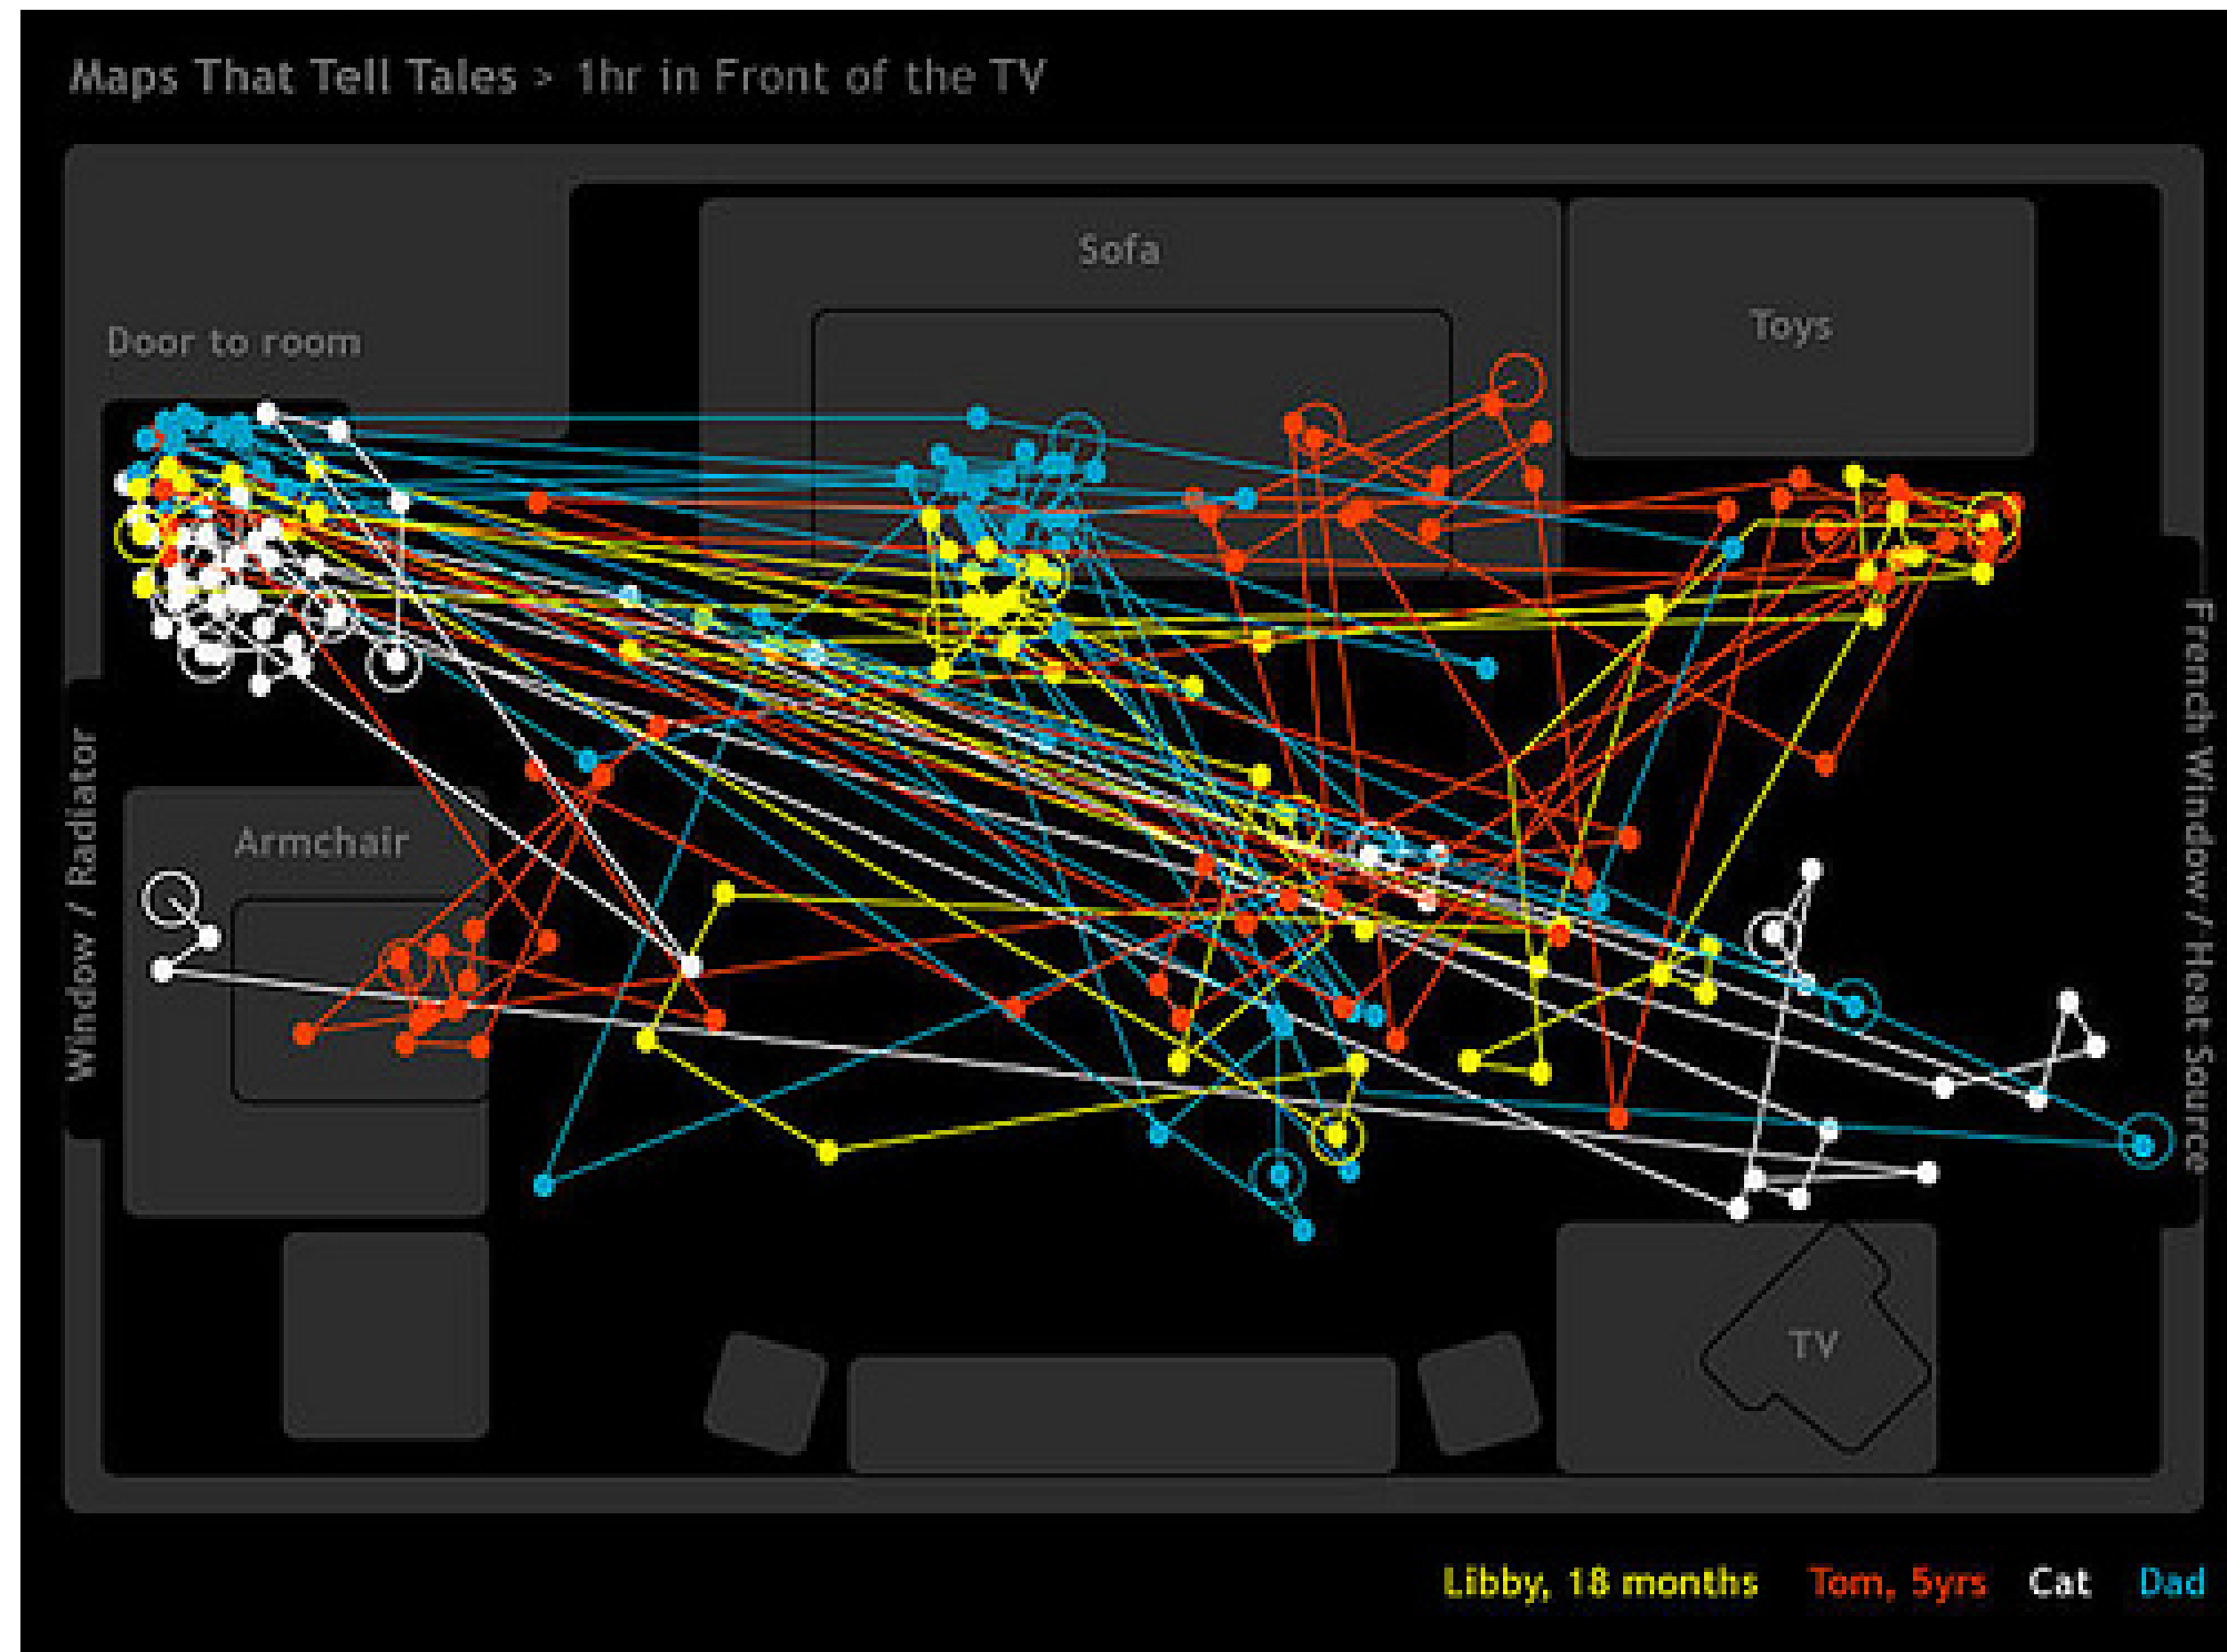 Maps That Tell Tales > 1hr in Front of the TV
Sofa
Toys
Door to room
Window / Radiator
Armchair
French Window / Heat Source
TV
Libby, 18 months Tom, 5yrs Cat Dad